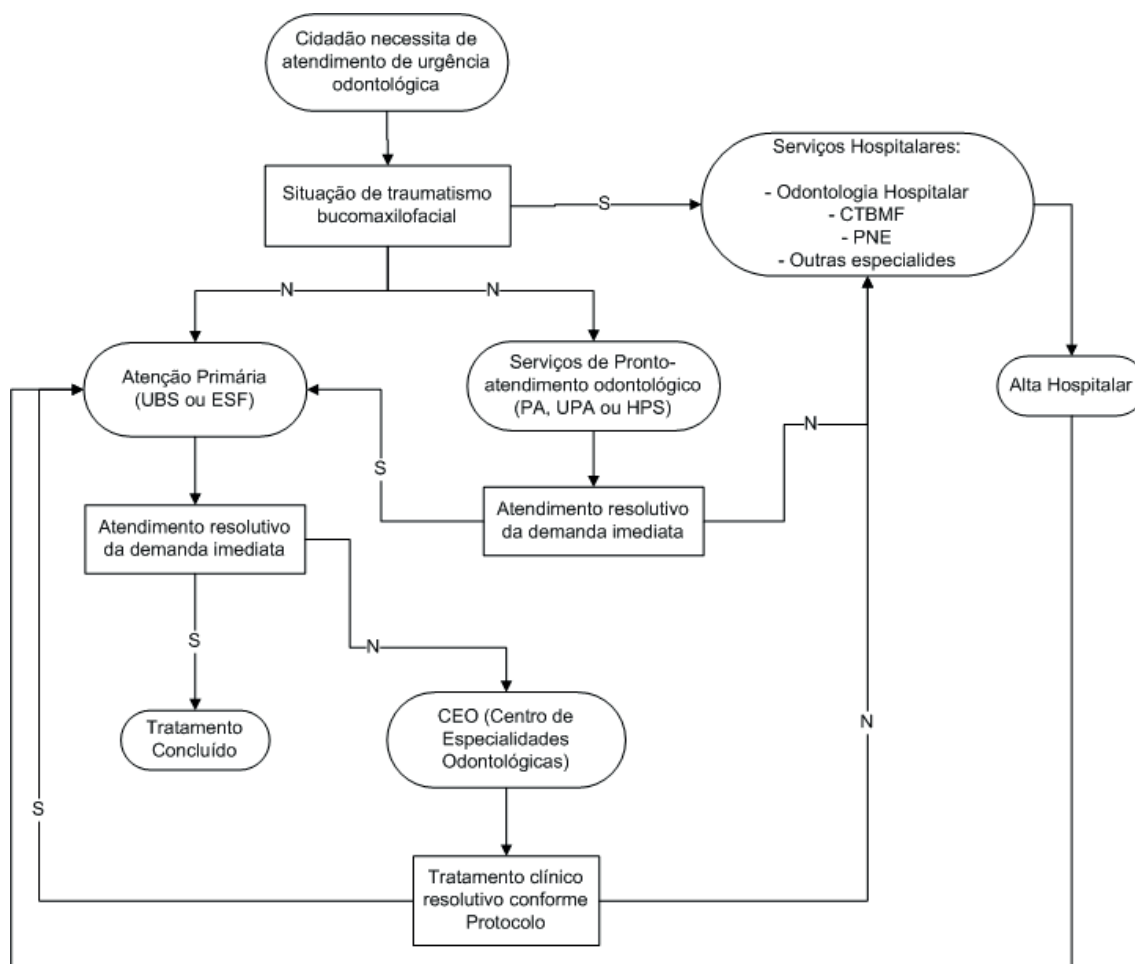 Cidadão necessita de
atendimento de urgência
odontológica
Situação de traumatismo
bucomaxilofacial
S
Serviços Hospitalares:
- Odontologia Hospitalar
- CTBMF
- PNE
- Outras especialides
N
N
Atenção Primária
(UBS ou ESF)
Serviços de Pronto-
atendimento odontológico
(PA, UPA ou HPS)
Alta Hospitalar
N
S
Atendimento resolutivo
da demanda imediata
Atendimento resolutivo
da demanda imediata
S
N
Tratamento
Concluído
CEO (Centro de
Especialidades
Odontológicas)
N
S
Tratamento clínico
resolutivo conforme
Protocolo